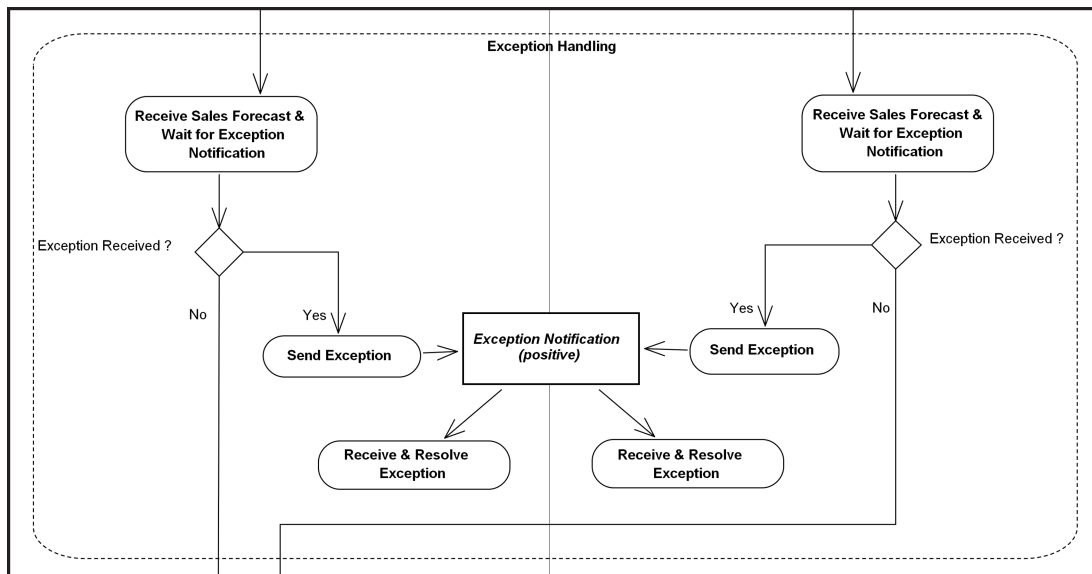 Exception Handling
Receive Sales Forecast &
Wait for Exception
Notification
Receive Sales Forecast &
Wait for Exception
Notification
Exception Received ?
Exception Received ?
No
Yes
Yes
No
Send Exception
Exception Notification
(positive)
Send Exception
Receive & Resolve
Exception
Receive & Resolve
Exception